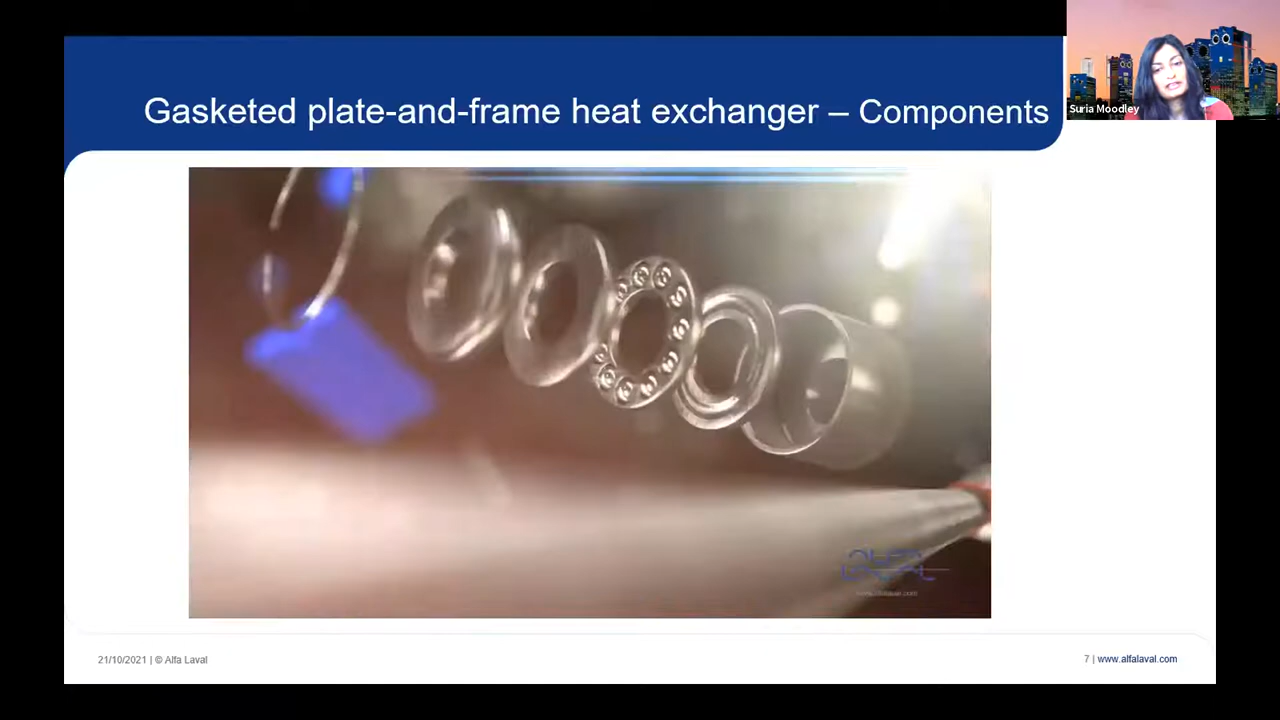 Gasketed plate-and-frame heat exchanger – Components
Suria Moodley
21/10/2021 | © Alfa Laval
7 | www.alfalaval.com